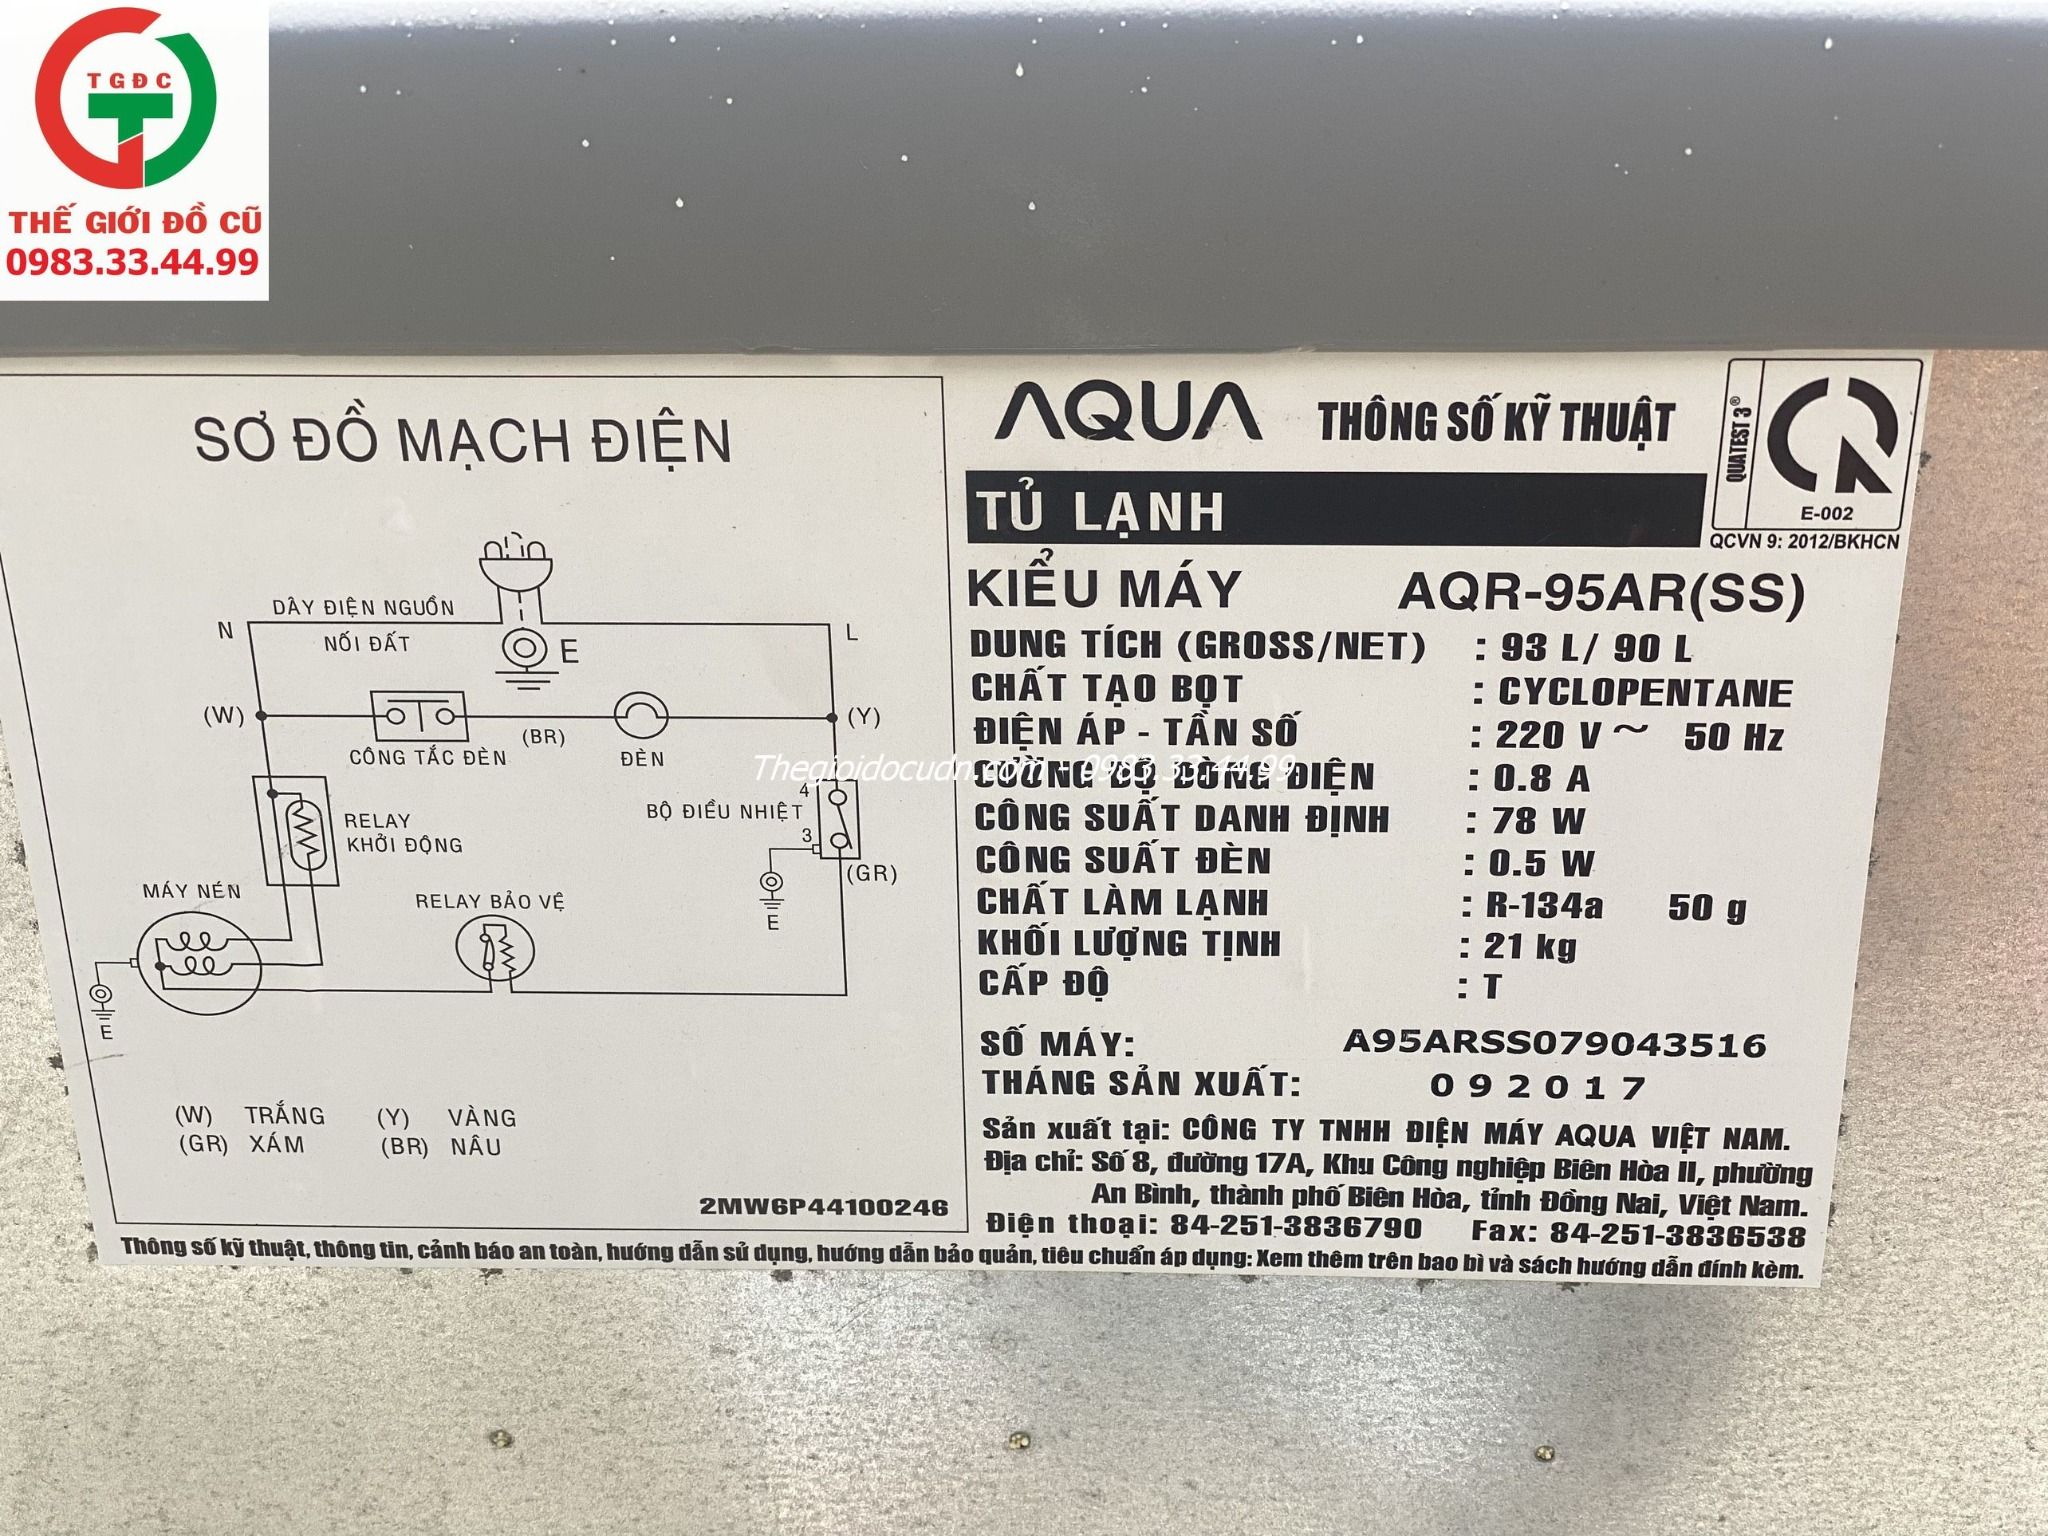 TGĐC
THẾ GIỚI ĐỒ CŨ
0983.33.44.99
SƠ ĐỒ MẠCH ĐIỆN
DÂY ĐIỆN NGUỒN
N
L
NỐI ĐẤT
E
(W)
(Y)
CÔNG TẮC ĐÈN
(BR)
ĐÈN
BỘ ĐIỀU NHIỆT
4
3
(GR)
E
RELAY
KHỞI ĐỘNG
MÁY NÉN
RELAY BẢO VỆ
E
(W) TRẮNG (Y) VÀNG
(GR) XÁM (BR) NÂU
2MW6P44100246
AQUA THÔNG SỐ KỸ THUẬT
QUATEST 3®
E-002
QCVN 9: 2012/BKHCN
TỦ LẠNH
KIỂU MÁY AQR-95AR(SS)
DUNG TÍCH (GROSS/NET) : 93 L/ 90 L
CHẤT TẠO BỌT : CYCLOPENTANE
ĐIỆN ÁP - TẦN SỐ : 220 V ~ 50 Hz
Thegioidocudn.com - 0983.33.44.99
CƯỜNG ĐỘ DÒNG ĐIỆN : 0.8 A
CÔNG SUẤT DANH ĐỊNH : 78 W
CÔNG SUẤT ĐÈN : 0.5 W
CHẤT LÀM LẠNH : R-134a 50 g
KHỐI LƯỢNG TỊNH : 21 kg
CẤP ĐỘ : T
SỐ MÁY: A95ARSS079043516
THÁNG SẢN XUẤT: 092017
Sản xuất tại: CÔNG TY TNHH ĐIỆN MÁY AQUA VIỆT NAM.
Địa chỉ: Số 8, đường 17A, Khu Công nghiệp Biên Hòa II, phường
An Bình, thành phố Biên Hòa, tỉnh Đồng Nai, Việt Nam.
Điện thoại: 84-251-3836790 Fax: 84-251-3836538
Thông số kỹ thuật, thông tin, cảnh báo an toàn, hướng dẫn sử dụng, hướng dẫn bảo quản, tiêu chuẩn áp dụng: Xem thêm trên bao bì và sách hướng dẫn đính kèm.